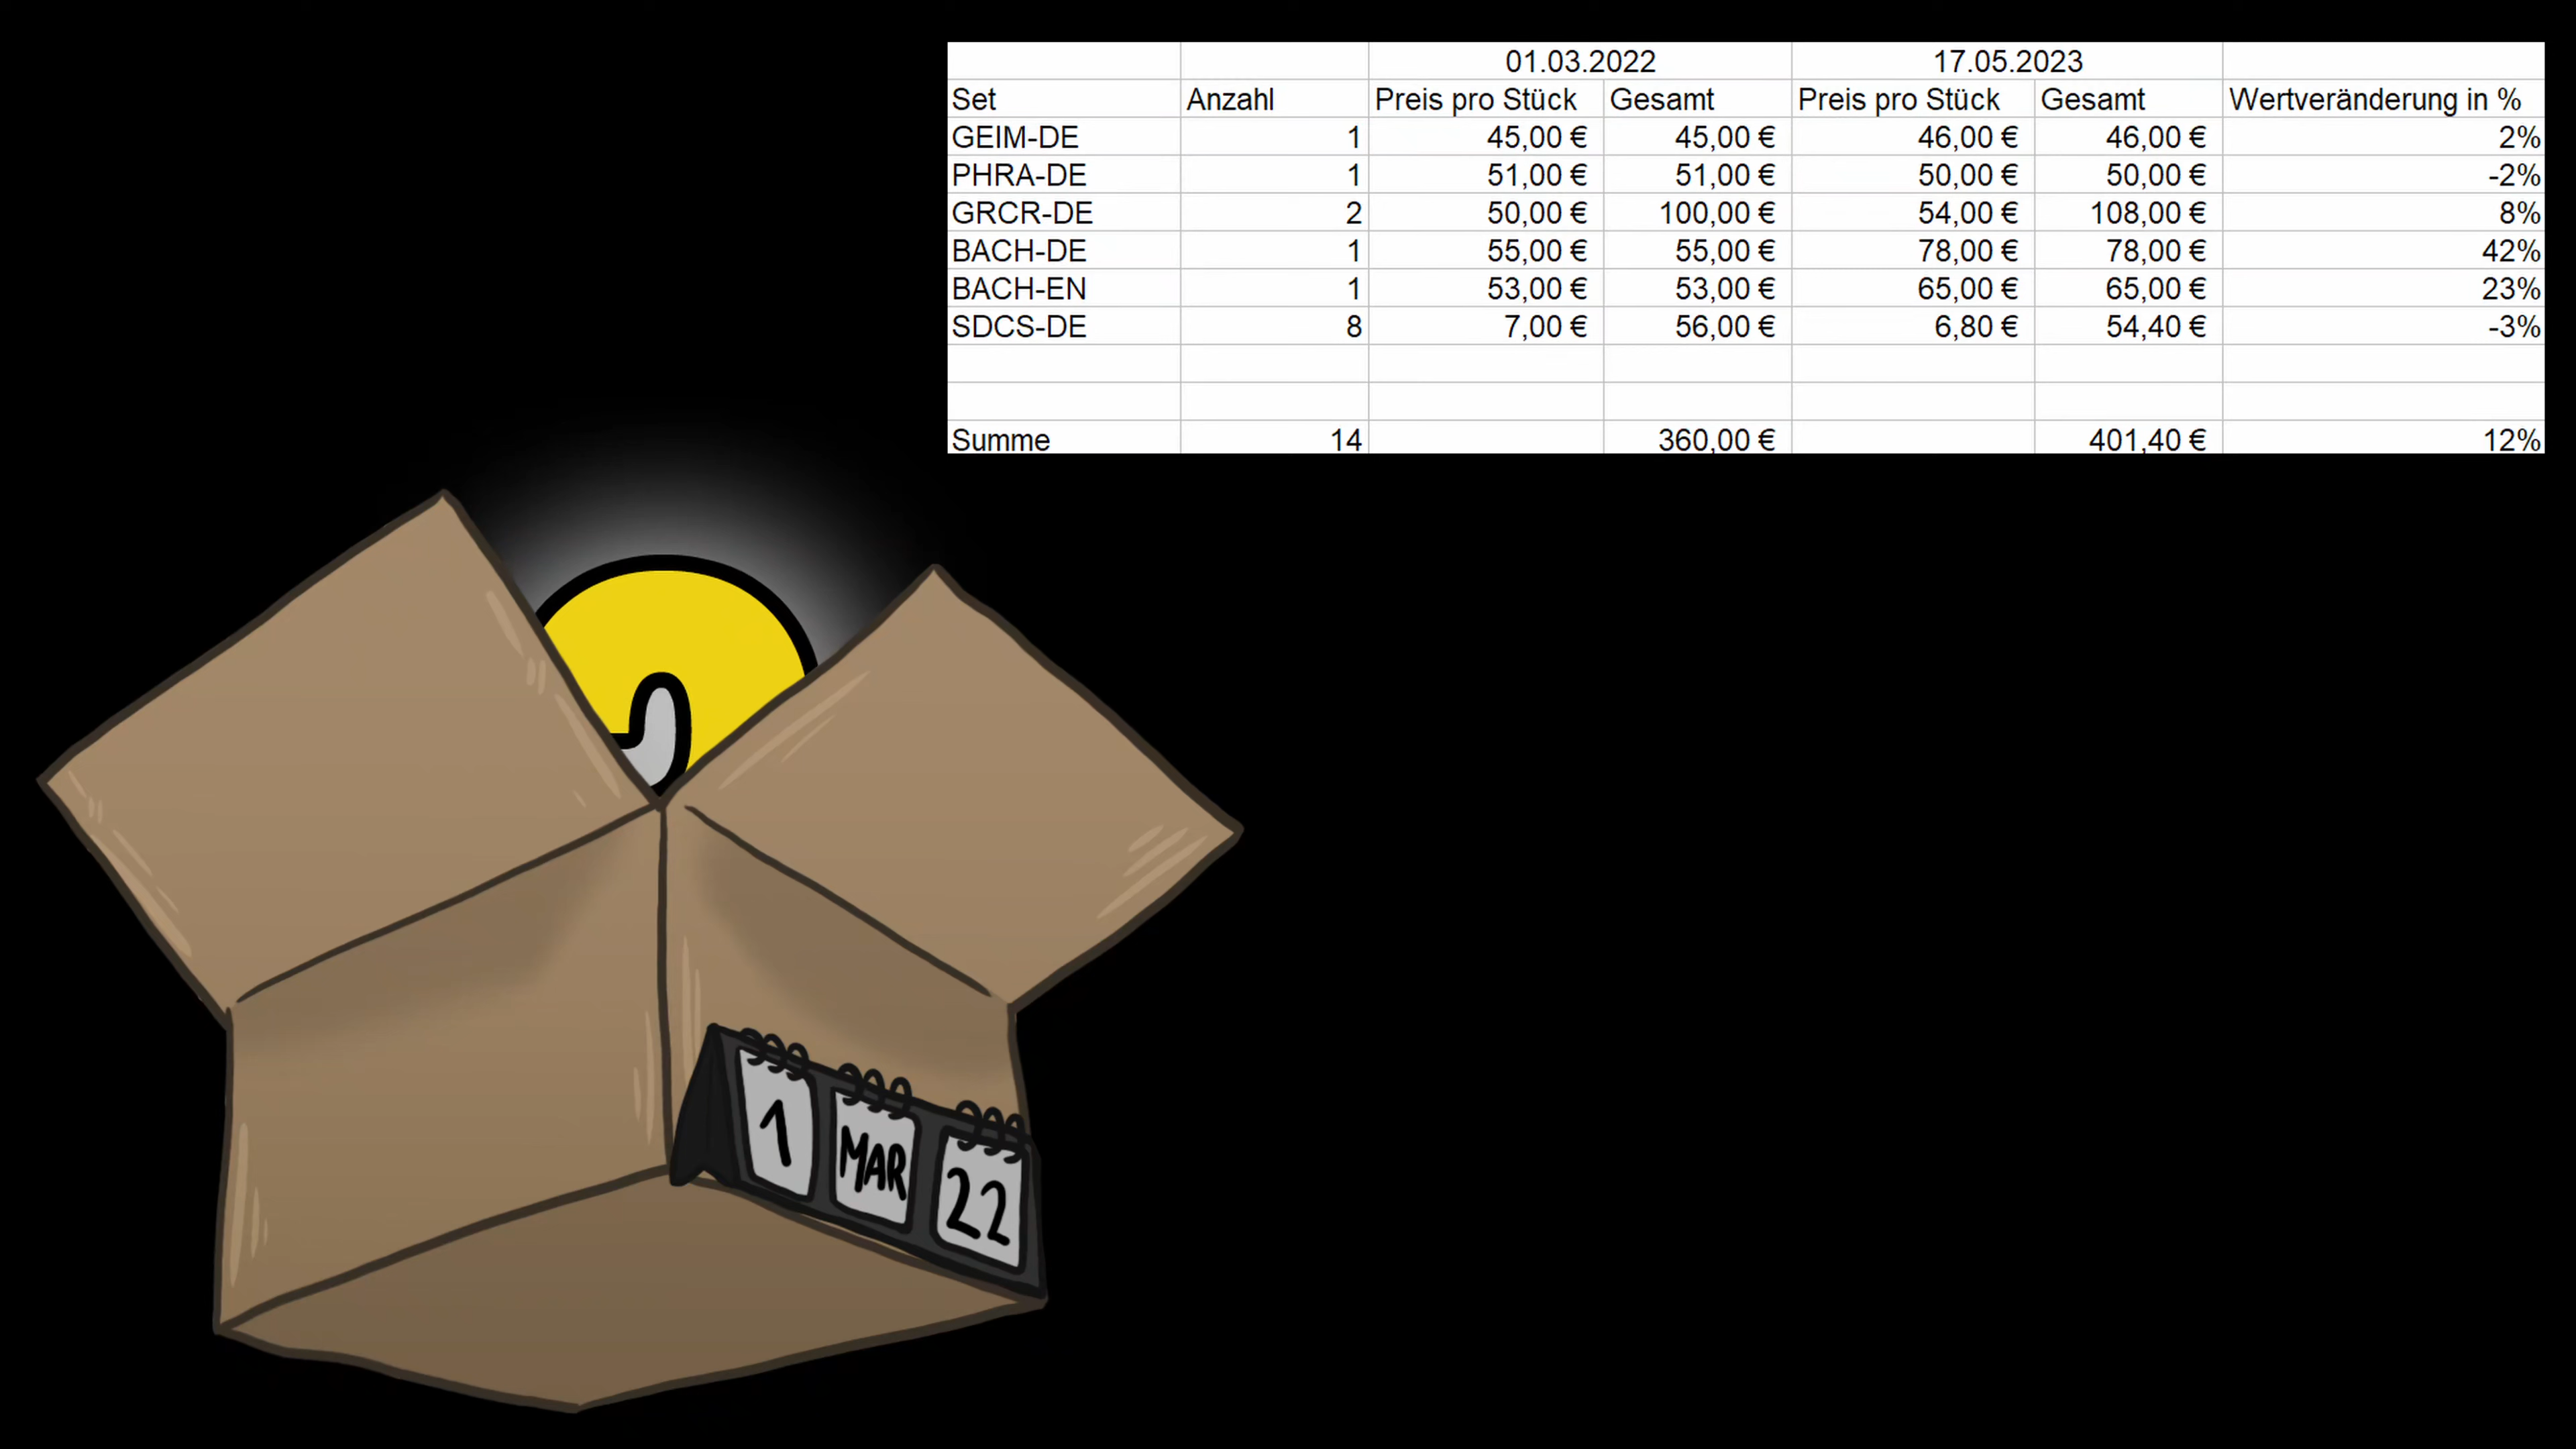 01.03.2022 17.05.2023
Set Anzahl Preis pro Stück Gesamt Preis pro Stück Gesamt Wertveränderung in %
GEIM-DE 1 45,00 € 45,00 € 46,00 € 46,00 € 2%
PHRA-DE 1 51,00 € 51,00 € 50,00 € 50,00 € -2%
GRCR-DE 2 50,00 € 100,00 € 54,00 € 108,00 € 8%
BACH-DE 1 55,00 € 55,00 € 78,00 € 78,00 € 42%
BACH-EN 1 53,00 € 53,00 € 65,00 € 65,00 € 23%
SDCS-DE 8 7,00 € 56,00 € 6,80 € 54,40 € -3%
Summe 14 360,00 € 401,40 € 12%
1 MAR 22